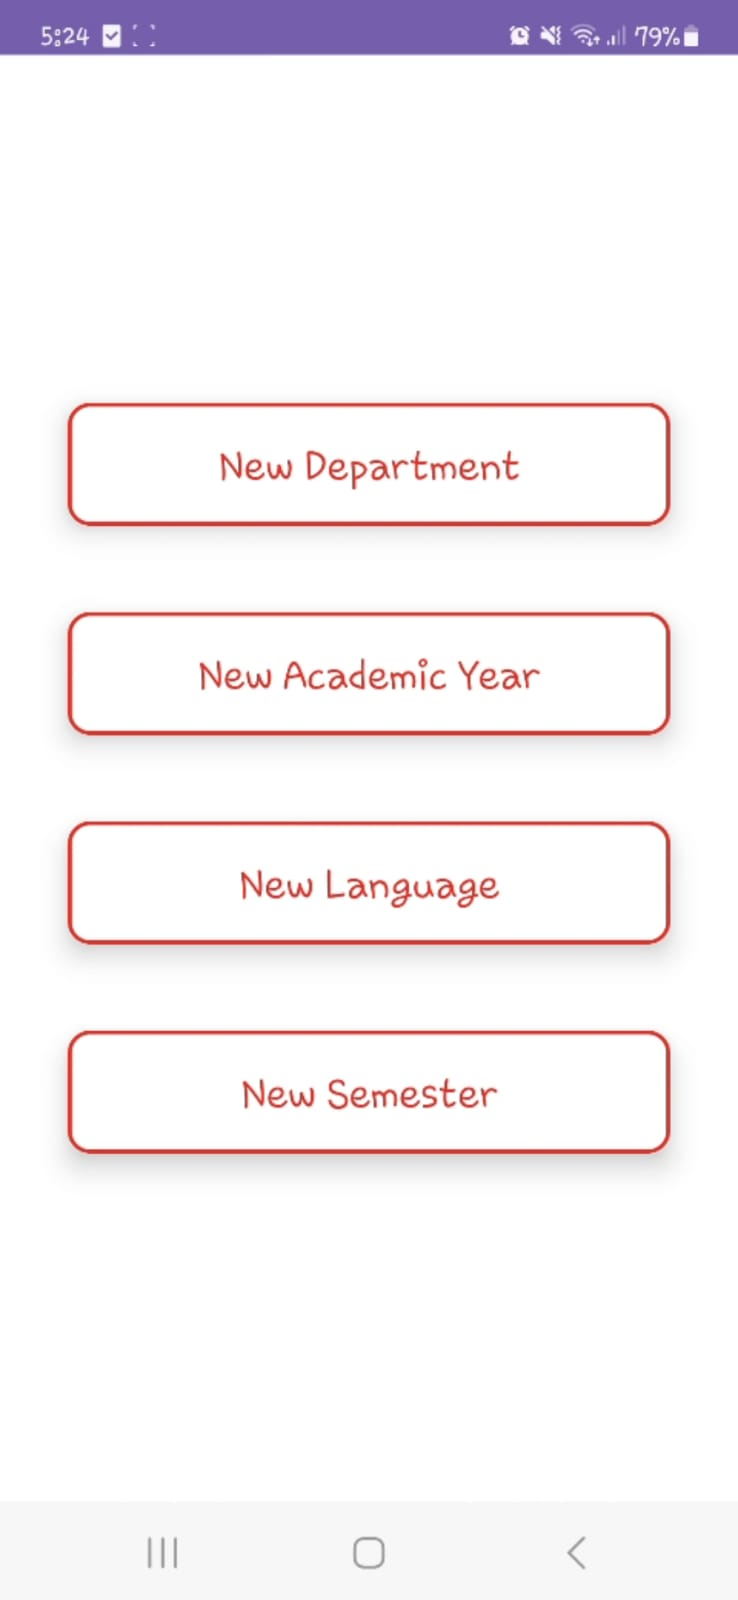 5:24 79%
New Department
New Academic Year
New Language
New Semester